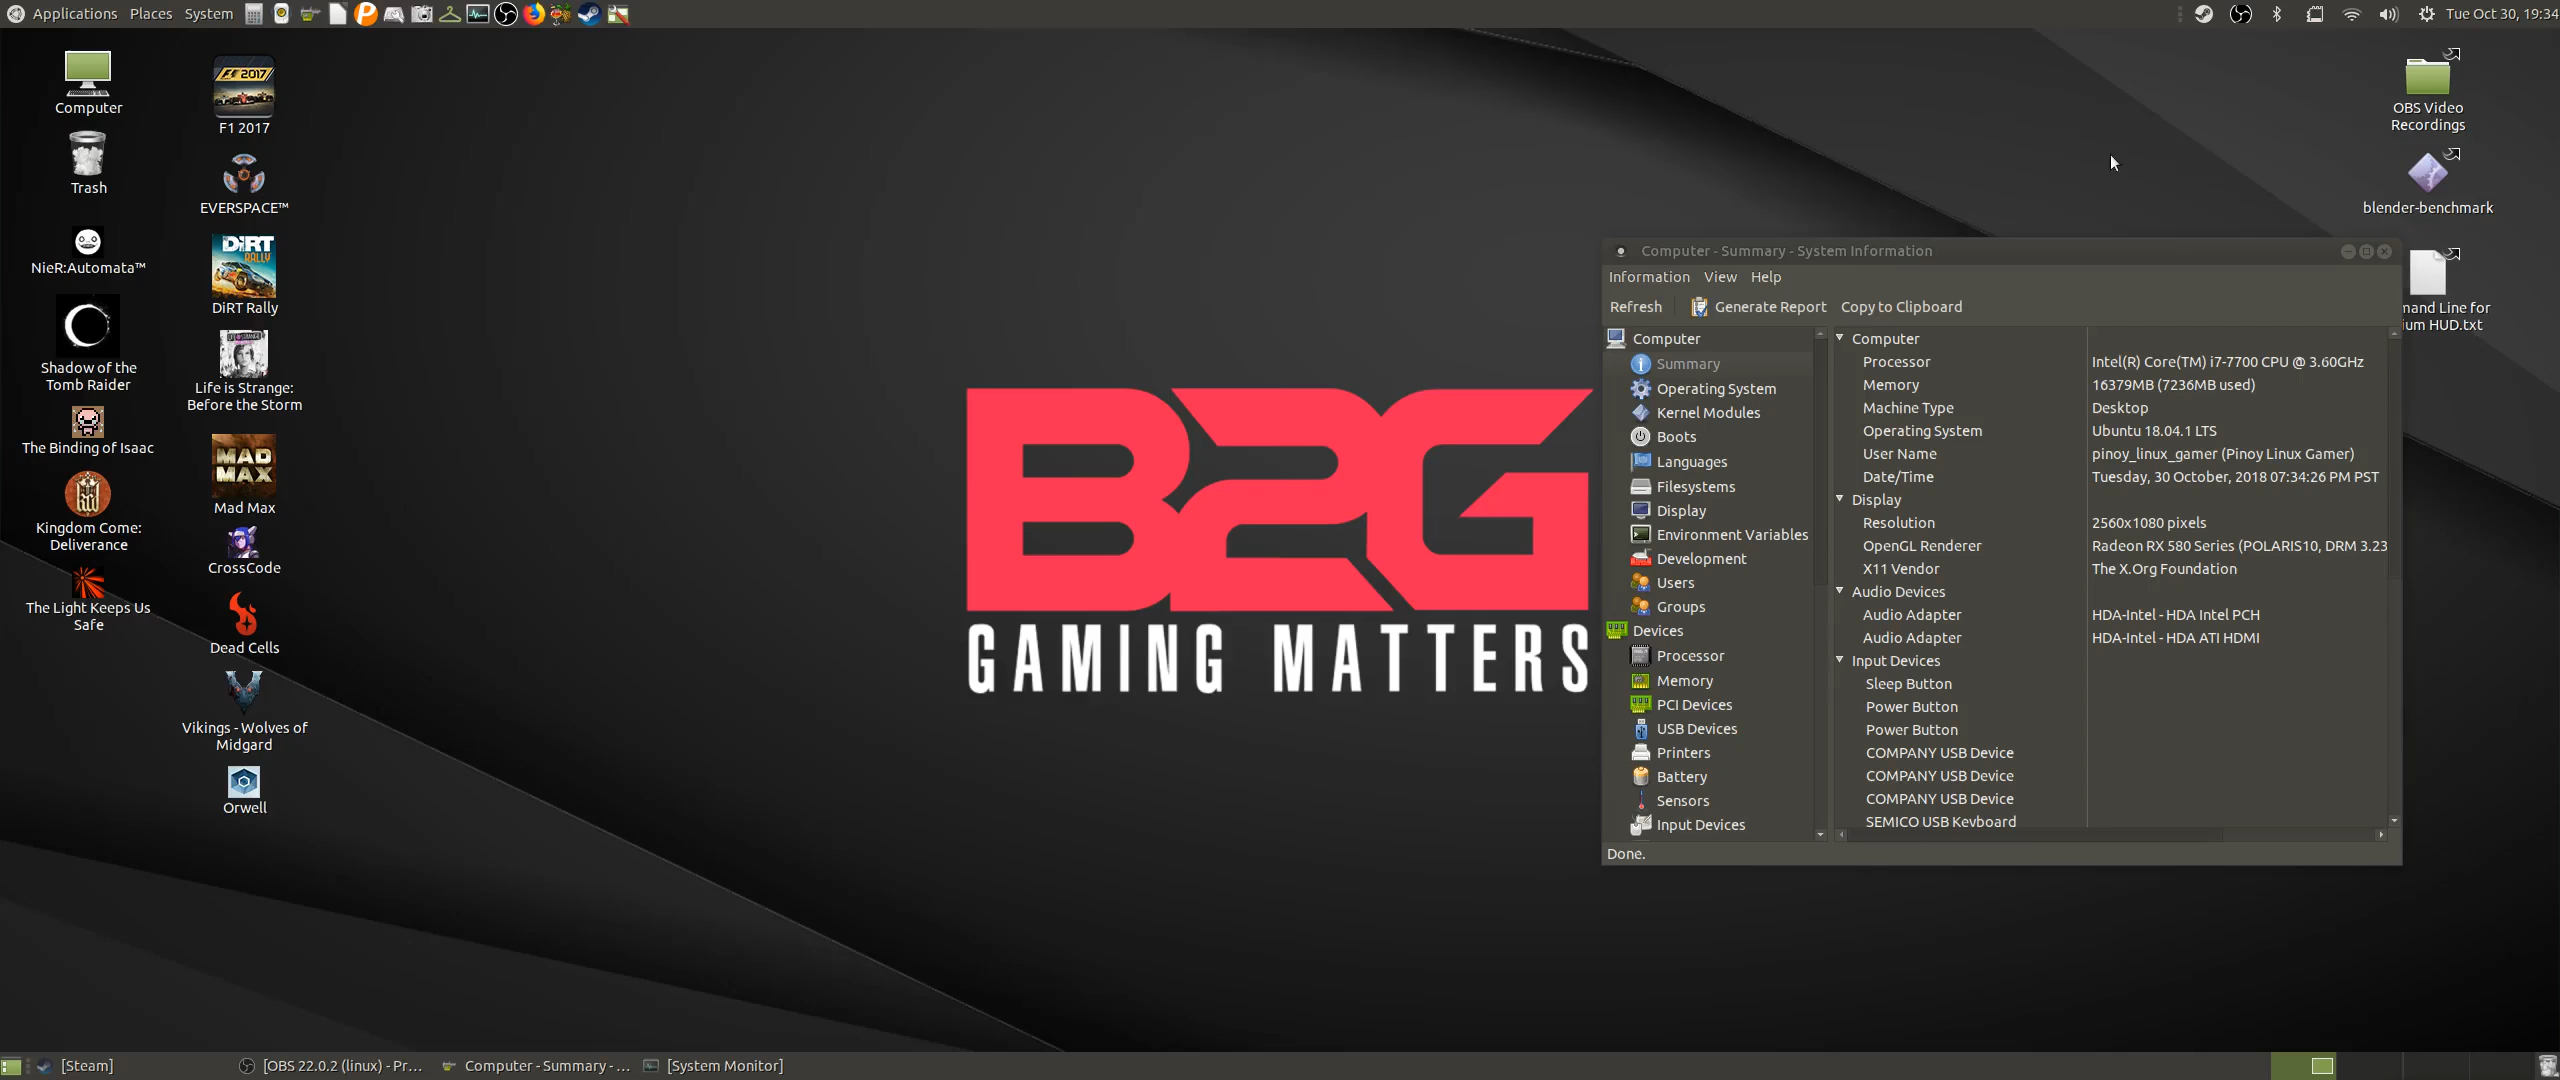 Applications Places System
Tue Oct 30, 19:34
Computer
Trash
NieR:Automata™
Shadow of the
Tomb Raider
The Binding of Isaac
Kingdom Come:
Deliverance
The Light Keeps Us
Safe
F1 2017
F1 2017
EVERSPACE™
DiRT
RALLY
DiRT Rally
Life is Strange:
Before the Storm
MAD
MAX
Mad Max
CrossCode
Dead Cells
Vikings - Wolves of
Midgard
Orwell
B2G
GAMING MATTERS
OBS Video
Recordings
blender-benchmark
mand Line for
ium HUD.txt
Computer - Summary - System Information
Information View Help
Refresh Generate Report Copy to Clipboard
Computer
Summary
Operating System
Kernel Modules
Boots
Languages
Filesystems
Display
Environment Variables
Development
Users
Groups
Devices
Processor
Memory
PCI Devices
USB Devices
Printers
Battery
Sensors
Input Devices
Computer
Processor Intel(R) Core(TM) i7-7700 CPU @ 3.60GHz
Memory 16379MB (7236MB used)
Machine Type Desktop
Operating System Ubuntu 18.04.1 LTS
User Name pinoy_linux_gamer (Pinoy Linux Gamer)
Date/Time Tuesday, 30 October, 2018 07:34:26 PM PST
Display
Resolution 2560x1080 pixels
OpenGL Renderer Radeon RX 580 Series (POLARIS10, DRM 3.23
X11 Vendor The X.Org Foundation
Audio Devices
Audio Adapter HDA-Intel - HDA Intel PCH
Audio Adapter HDA-Intel - HDA ATI HDMI
Input Devices
Sleep Button
Power Button
Power Button
COMPANY USB Device
COMPANY USB Device
COMPANY USB Device
SEMICO USB Keyboard
Done.
[Steam]
[OBS 22.0.2 (linux) - Pr...
Computer - Summary - ...
[System Monitor]